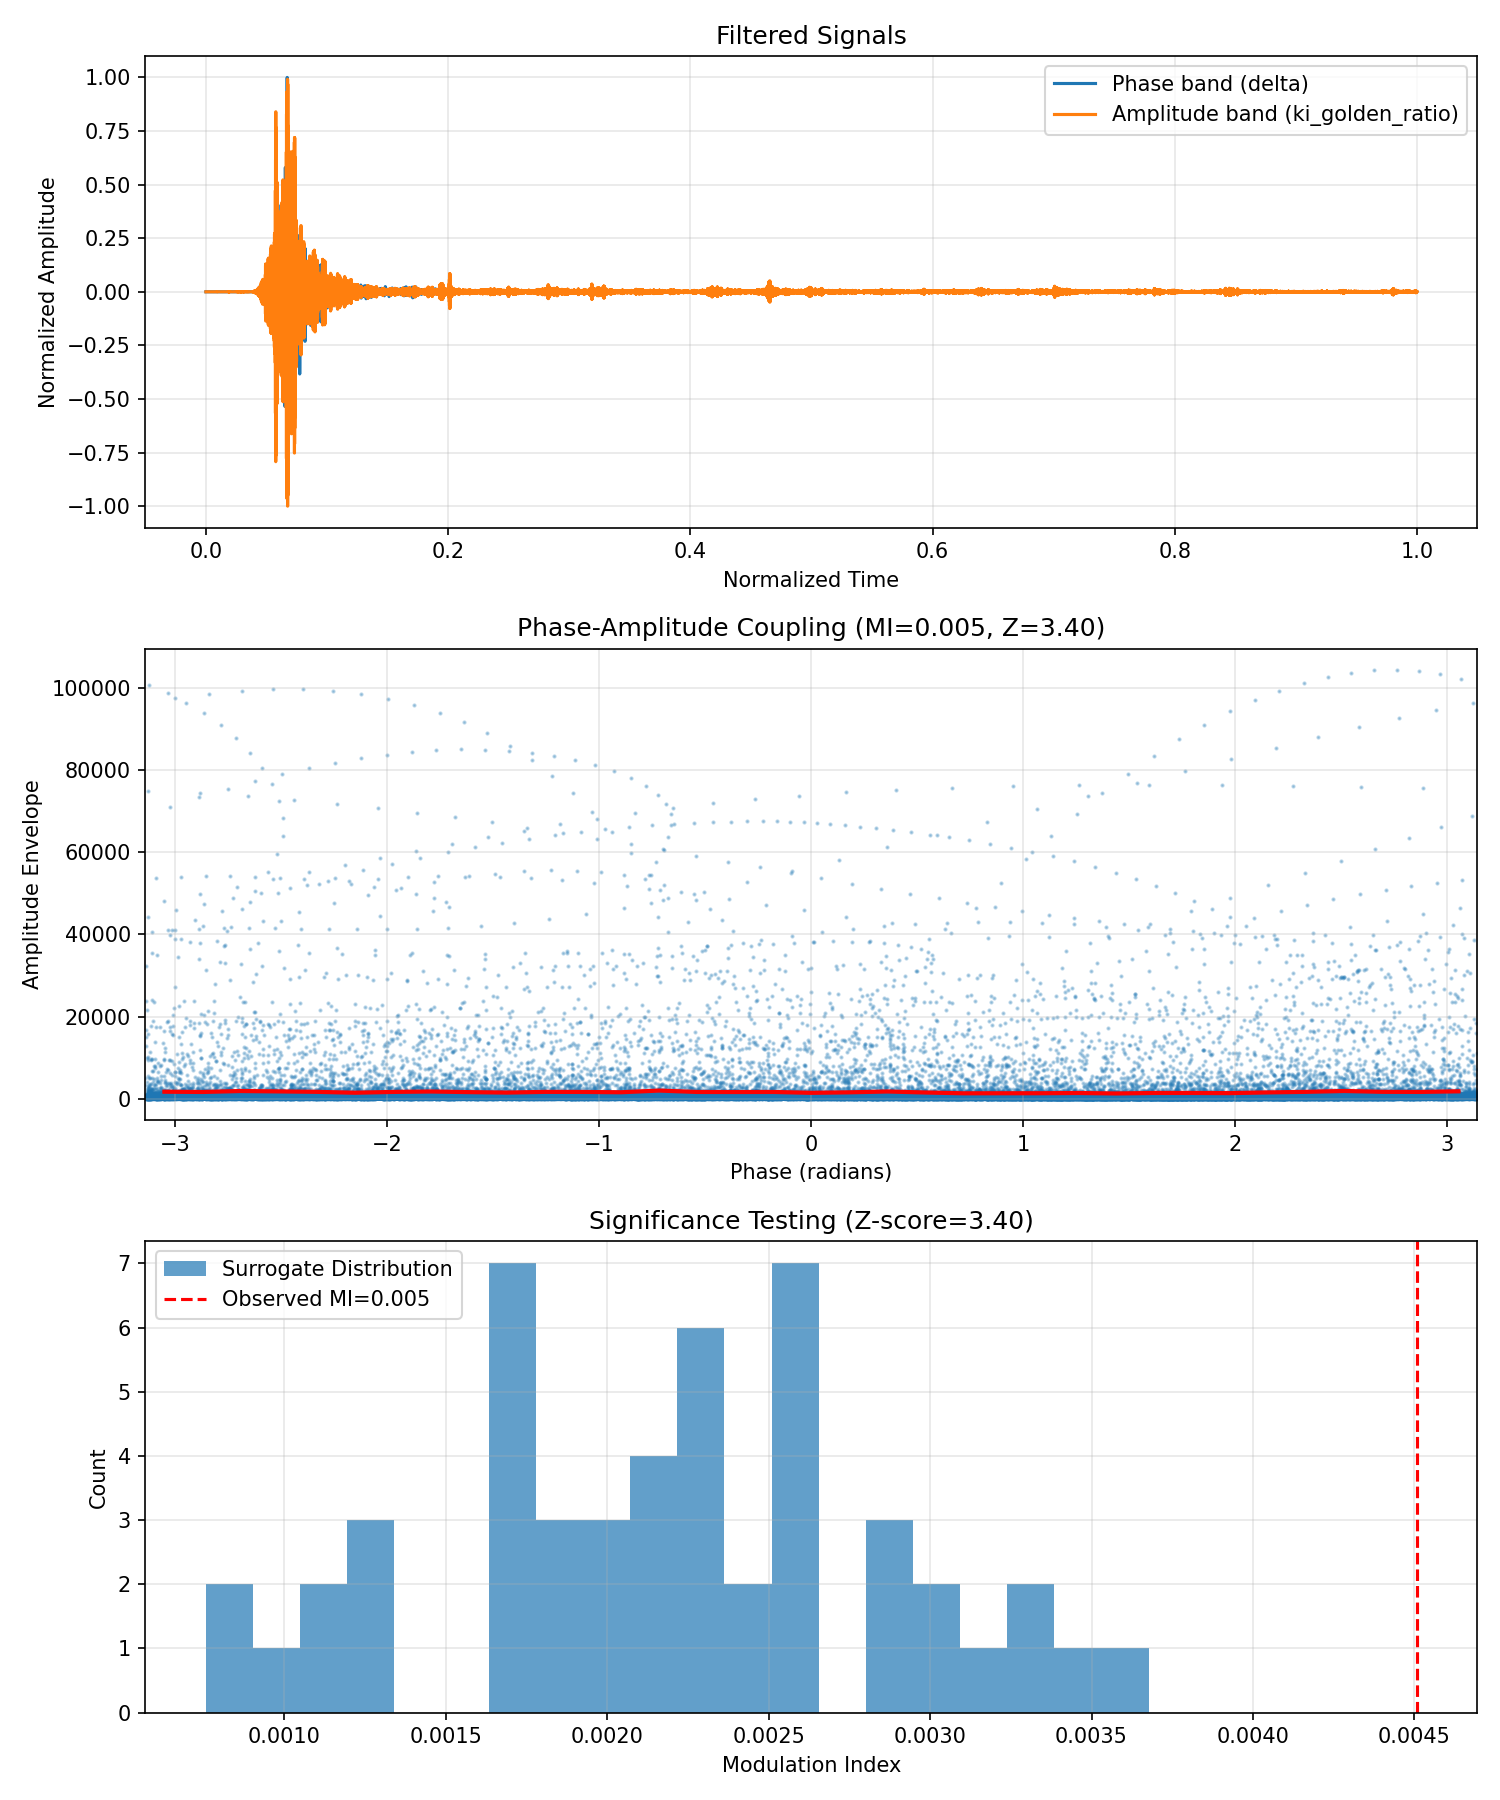 Filtered Signals
Phase band (delta)
Amplitude band (ki_golden_ratio)
1.00
0.75
0.50
0.25
0.00
−0.25
−0.50
−0.75
−1.00
Normalized Amplitude
0.0 0.2 0.4 0.6 0.8 1.0
Normalized Time
Phase-Amplitude Coupling (MI=0.005, Z=3.40)
100000
80000
60000
40000
20000
0
Amplitude Envelope
−3 −2 −1 0 1 2 3
Phase (radians)
Significance Testing (Z-score=3.40)
Surrogate Distribution
Observed MI=0.005
7
6
5
4
3
2
1
0
Count
0.0010 0.0015 0.0020 0.0025 0.0030 0.0035 0.0040 0.0045
Modulation Index